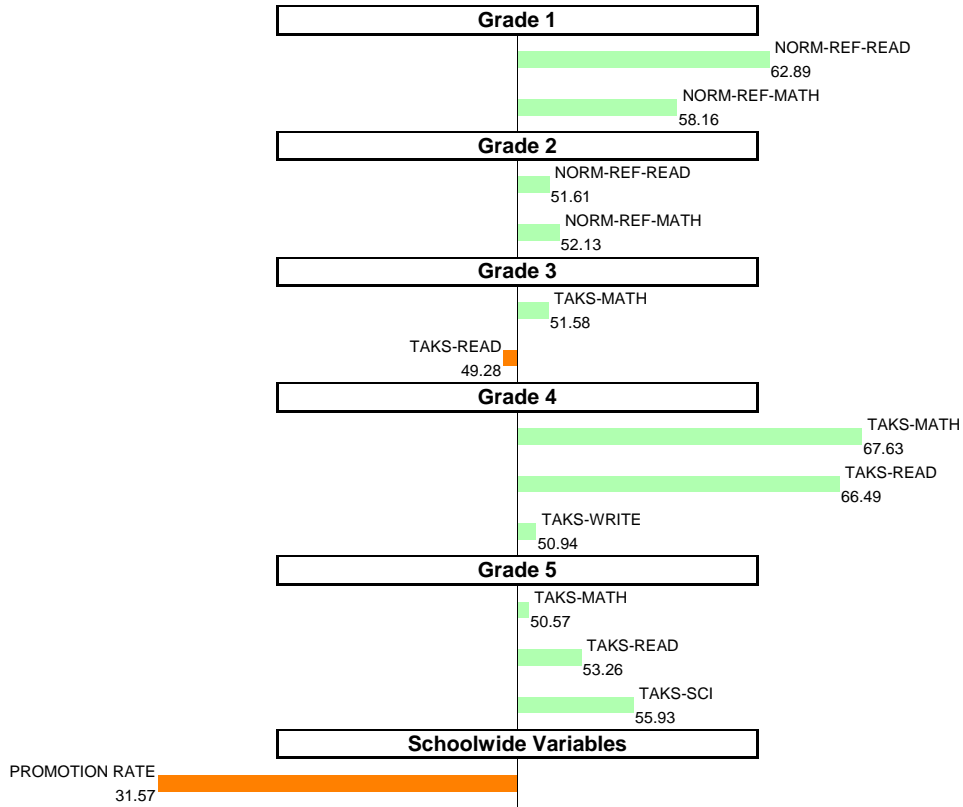 Grade 1
NORM-REF-READ
62.89
NORM-REF-MATH
58.16
Grade 2
NORM-REF-READ
51.61
NORM-REF-MATH
52.13
Grade 3
TAKS-MATH
51.58
TAKS-READ
49.28
Grade 4
TAKS-MATH
67.63
TAKS-READ
66.49
TAKS-WRITE
50.94
Grade 5
TAKS-MATH
50.57
TAKS-READ
53.26
TAKS-SCI
55.93
Schoolwide Variables
PROMOTION RATE
31.57